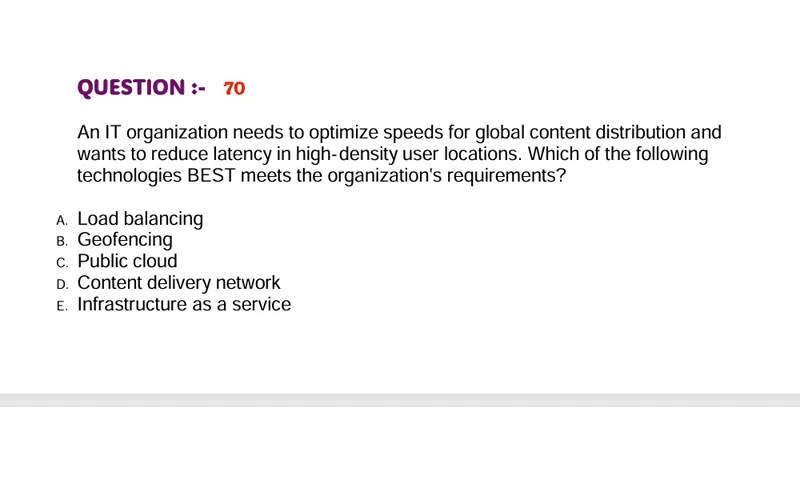 QUESTION :- 70
An IT organization needs to optimize speeds for global content distribution and
wants to reduce latency in high-density user locations. Which of the following
technologies BEST meets the organization's requirements?
A. Load balancing
B. Geofencing
C. Public cloud
D. Content delivery network
E. Infrastructure as a service